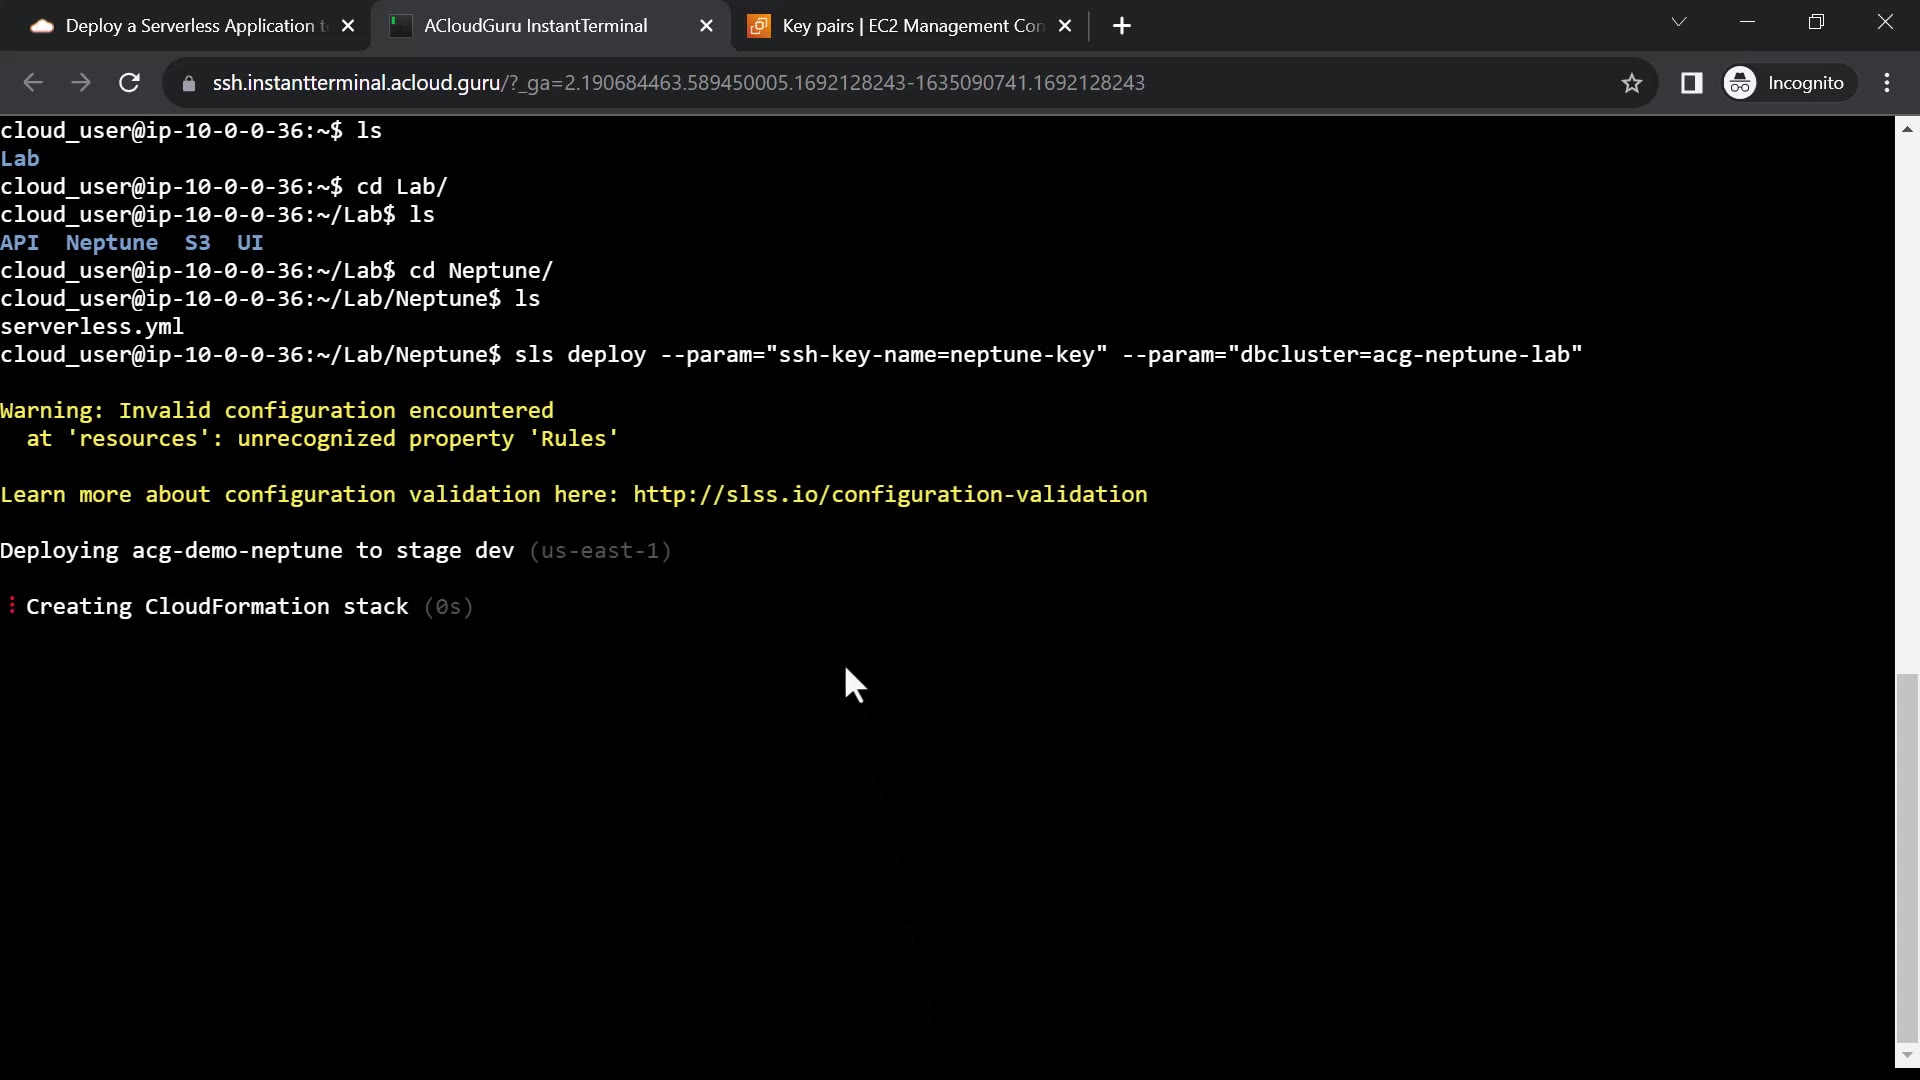 Deploy a Serverless Application t
ACloudGuru InstantTerminal
Key pairs | EC2 Management Con
ssh.instantterminal.acloud.guru/?_ga=2.190684463.589450005.1692128243-1635090741.1692128243
Incognito
cloud_user@ip-10-0-0-36:~$ ls
Lab
cloud_user@ip-10-0-0-36:~$ cd Lab/
cloud_user@ip-10-0-0-36:~/Lab$ ls
API  Neptune  S3  UI
cloud_user@ip-10-0-0-36:~/Lab$ cd Neptune/
cloud_user@ip-10-0-0-36:~/Lab/Neptune$ ls
serverless.yml
cloud_user@ip-10-0-0-36:~/Lab/Neptune$ sls deploy --param="ssh-key-name=neptune-key" --param="dbcluster=acg-neptune-lab"
Warning: Invalid configuration encountered
  at 'resources': unrecognized property 'Rules'
Learn more about configuration validation here: http://slss.io/configuration-validation
Deploying acg-demo-neptune to stage dev (us-east-1)
Creating CloudFormation stack (0s)